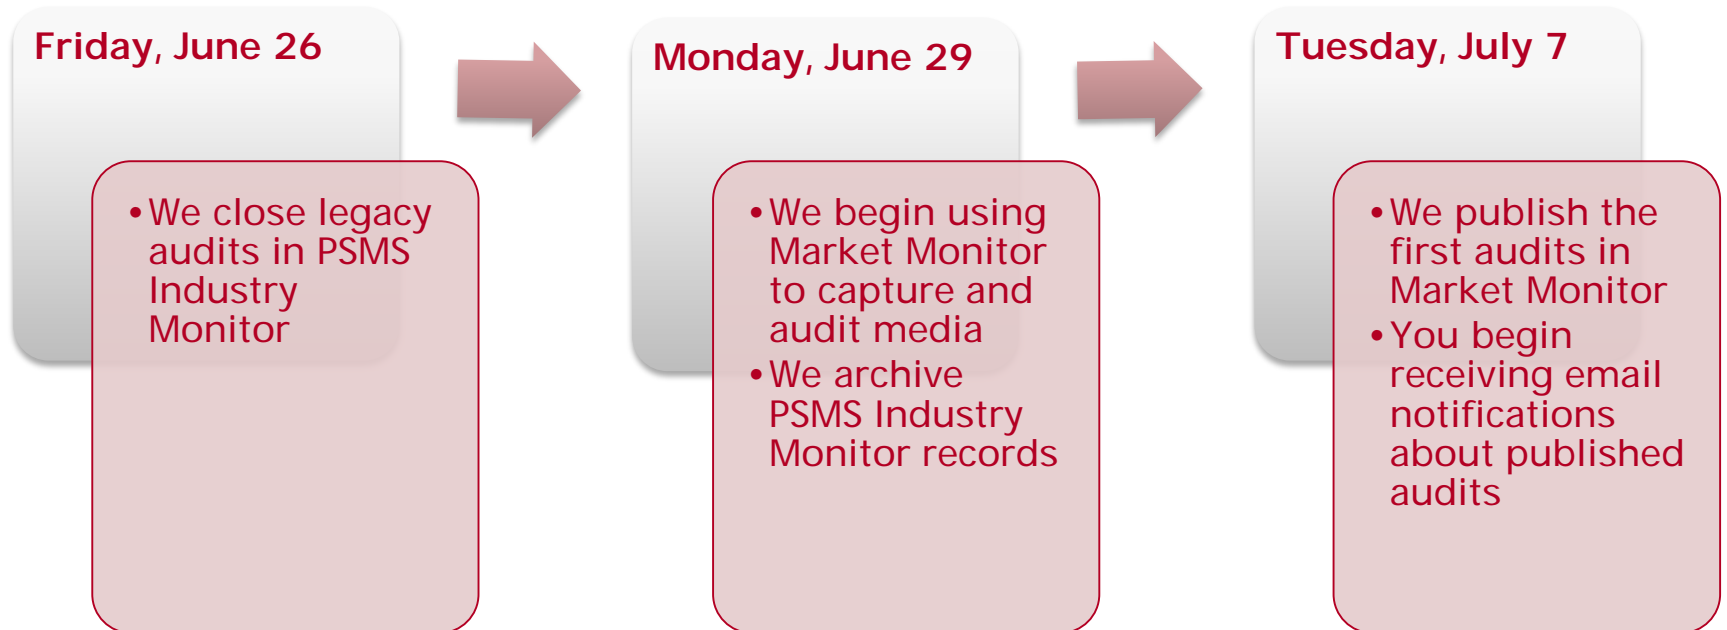 Friday, June 26
• We close legacy
audits in PSMS
Industry
Monitor
Monday, June 29
• We begin using
Market Monitor
to capture and
audit media
• We archive
PSMS Industry
Monitor records
Tuesday, July 7
• We publish the
first audits in
Market Monitor
• You begin
receiving email
notifications
about published
audits